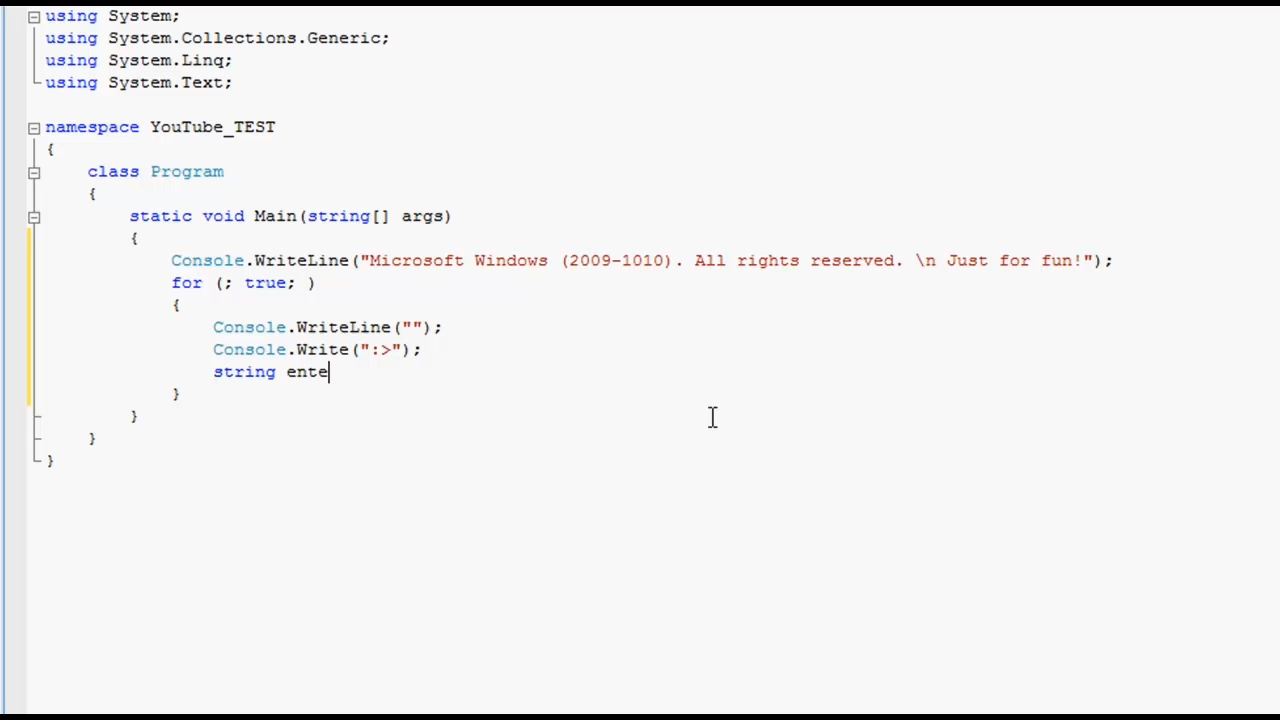 using System;
using System.Collections.Generic;
using System.Linq;
using System.Text;
namespace YouTube_TEST
{
class Program
{
static void Main(string[] args)
{
Console.WriteLine("Microsoft Windows (2009-1010). All rights reserved. \n Just for fun!");
for (; true; )
{
Console.WriteLine("");
Console.Write(":>");
string ente
}
}
}
}